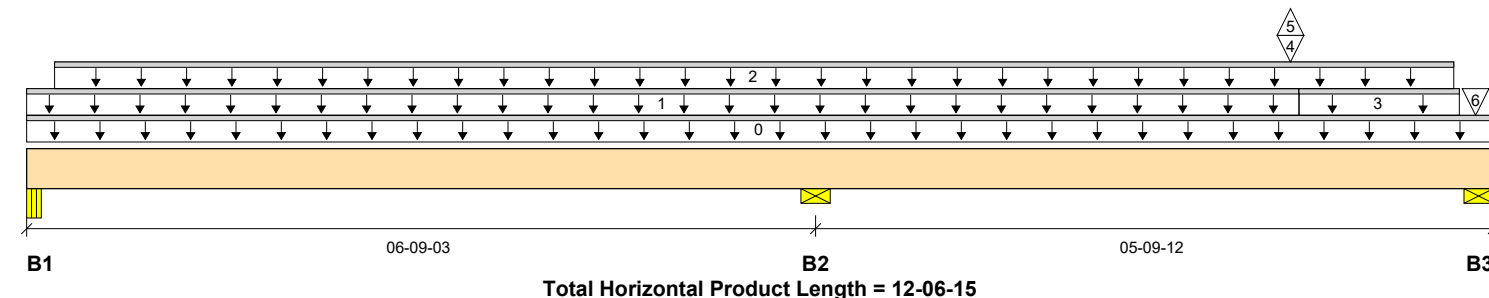 5
4
2
1
3
6
0
06-09-03
05-09-12
B1
B2
B3
Total Horizontal Product Length = 12-06-15